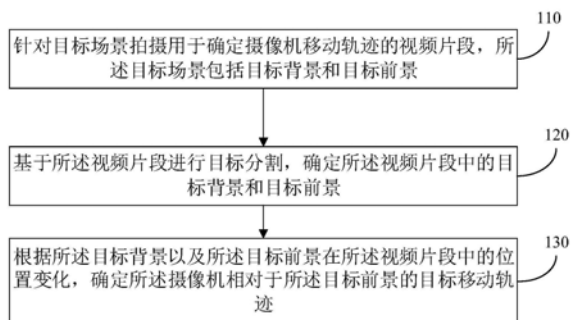 110
针对目标场景拍摄用于确定摄像机移动轨迹的视频片段，所
述目标场景包括目标背景和目标前景
120
基于所述视频片段进行目标分割，确定所述视频片段中的目
标背景和目标前景
130
根据所述目标背景以及所述目标前景在所述视频片段中的位
置变化，确定所述摄像机相对于所述目标前景的目标移动轨
迹